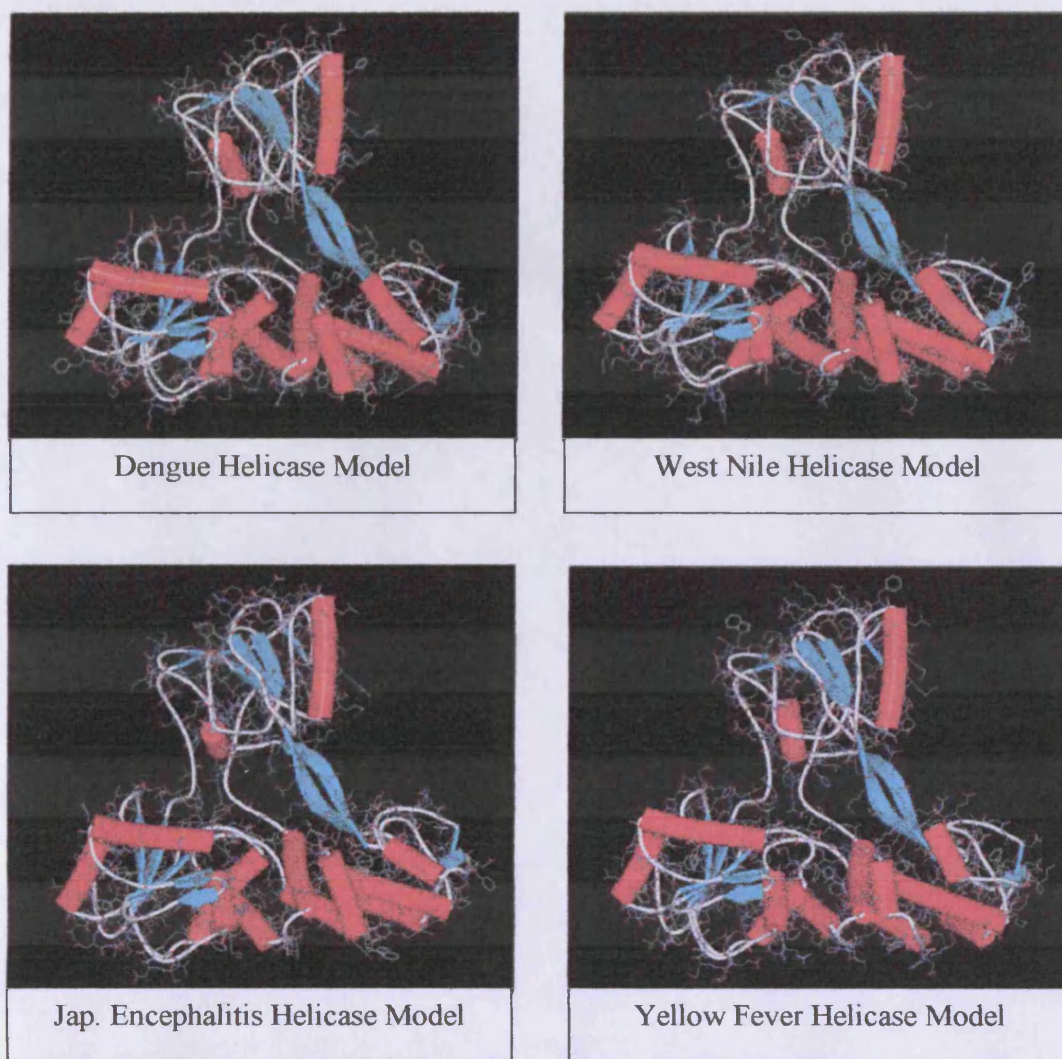 Dengue Helicase Model
West Nile Helicase Model
Jap. Encephalitis Helicase Model
Yellow Fever Helicase Model